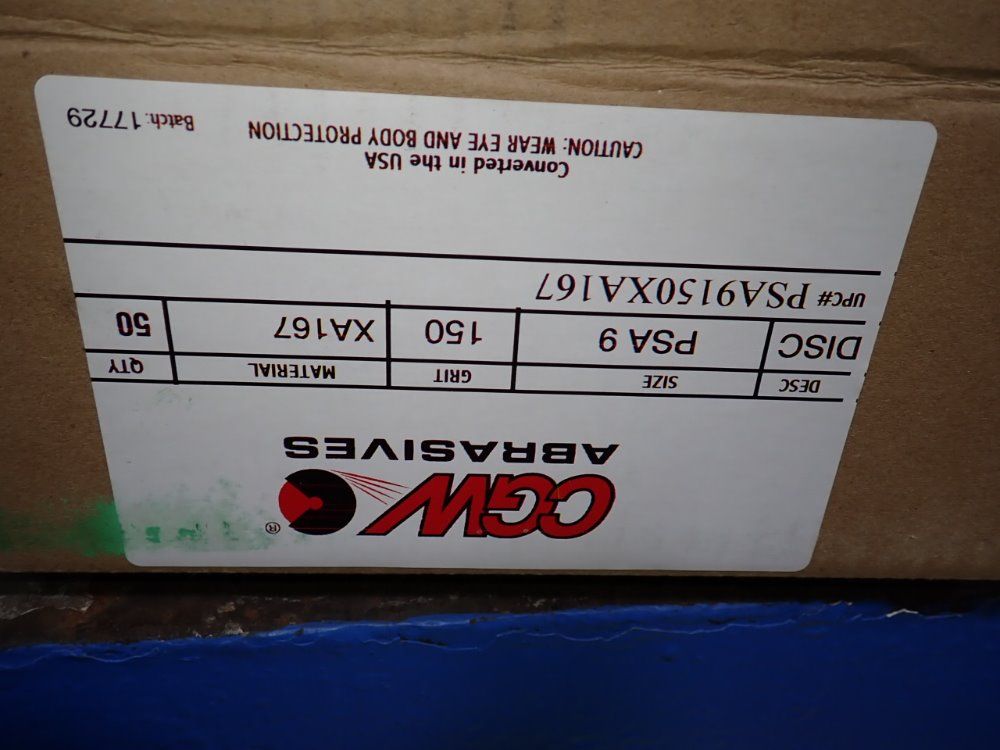 CGW ®
ABRASIVES
DESC SIZE GRIT MATERIAL QTY
DISC PSA 9 150 XA167 50
UPC# PSA9150XA167
Converted in the USA
CAUTION: WEAR EYE AND BODY PROTECTION
Batch: 17729